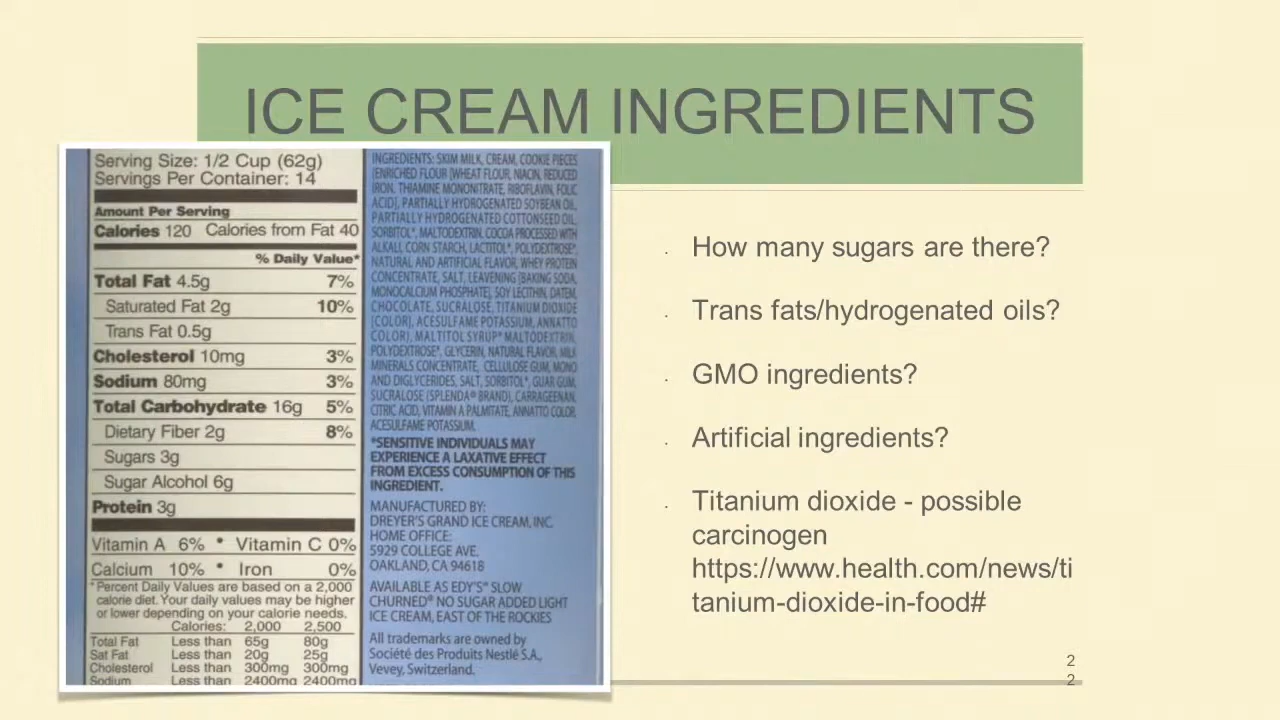 ICE CREAM INGREDIENTS
Serving Size: 1/2 Cup (62g)
Servings Per Container: 14
Amount Per Serving
Calories 120 Calories from Fat 40
% Daily Value*
Total Fat 4.5g 7%
Saturated Fat 2g 10%
Trans Fat 0.5g
Cholesterol 10mg 3%
Sodium 80mg 3%
Total Carbohydrate 16g 5%
Dietary Fiber 2g 8%
Sugars 3g
Sugar Alcohol 6g
Protein 3g
Vitamin A 6% * Vitamin C 0%
Calcium 10% * Iron 0%
*Percent Daily Values are based on a 2,000
calorie diet. Your daily values may be higher
or lower depending on your calorie needs.
Calories: 2,000 2,500
Total Fat Less than 65g 80g
Sat Fat Less than 20g 25g
Cholesterol Less than 300mg 300mg
Sodium Less than 2400mg 2400mg
INGREDIENTS: SKIM MILK, CREAM, COOKIE PIECES
[ENRICHED FLOUR [WHEAT FLOUR, NIACIN, REDUCED
IRON, THIAMINE MONONITRATE, RIBOFLAVIN, FOLIC
ACID], PARTIALLY HYDROGENATED SOYBEAN OIL,
PARTIALLY HYDROGENATED COTTONSEED OIL,
SORBITOL*, MALTODEXTRIN, COCOA PROCESSED WITH
ALKALI, CORN STARCH, LACTITOL*, POLYDEXTROSE*,
NATURAL AND ARTIFICIAL FLAVOR, WHEY PROTEIN
CONCENTRATE, SALT, LEAVENING [BAKING SODA,
MONOCALCIUM PHOSPHATE], SOY LECITHIN, DATEM,
CHOCOLATE, SUCRALOSE, TITANIUM DIOXIDE
[COLOR], ACESULFAME POTASSIUM, ANNATTO
COLOR), MALTITOL SYRUP* MALTODEXTRIN,
POLYDEXTROSE*, GLYCERIN, NATURAL FLAVOR, MILK
MINERALS CONCENTRATE, CELLULOSE GUM, MONO
AND DIGLYCERIDES, SALT, SORBITOL*, GUAR GUM,
SUCRALOSE (SPLENDA® BRAND), CARRAGEENAN,
CITRIC ACID, VITAMIN A PALMITATE, ANNATTO COLOR,
ACESULFAME POTASSIUM.
*SENSITIVE INDIVIDUALS MAY
EXPERIENCE A LAXATIVE EFFECT
FROM EXCESS CONSUMPTION OF THIS
INGREDIENT.
MANUFACTURED BY:
DREYER'S GRAND ICE CREAM, INC.
HOME OFFICE:
5929 COLLEGE AVE.
OAKLAND, CA 94618
AVAILABLE AS EDY'S® SLOW
CHURNED® NO SUGAR ADDED LIGHT
ICE CREAM, EAST OF THE ROCKIES
All trademarks are owned by
Société des Produits Nestlé S.A.,
Vevey, Switzerland.
· How many sugars are there?
· Trans fats/hydrogenated oils?
· GMO ingredients?
· Artificial ingredients?
· Titanium dioxide - possible
carcinogen
https://www.health.com/news/ti
tanium-dioxide-in-food#
2
2